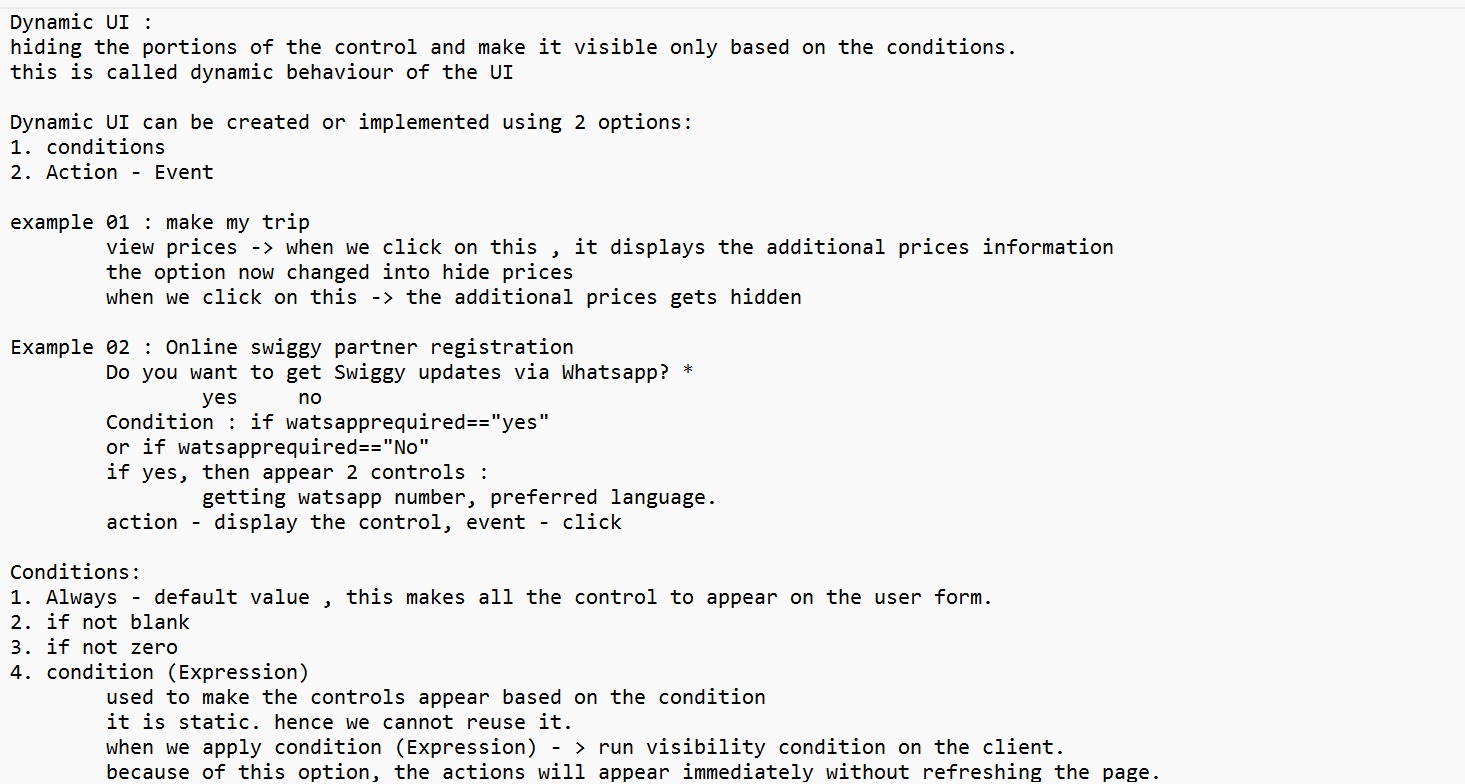 Dynamic UI :
hiding the portions of the control and make it visible only based on the conditions.
this is called dynamic behaviour of the UI
Dynamic UI can be created or implemented using 2 options:
1. conditions
2. Action - Event
example 01 : make my trip
view prices -> when we click on this , it displays the additional prices information
the option now changed into hide prices
when we click on this -> the additional prices gets hidden
Example 02 : Online swiggy partner registration
Do you want to get Swiggy updates via Whatsapp? *
yes     no
Condition : if watsapprequired=="yes"
or if watsapprequired=="No"
if yes, then appear 2 controls :
getting watsapp number, preferred language.
action - display the control, event - click
Conditions:
1. Always - default value , this makes all the control to appear on the user form.
2. if not blank
3. if not zero
4. condition (Expression)
used to make the controls appear based on the condition
it is static. hence we cannot reuse it.
when we apply condition (Expression) - > run visibility condition on the client.
because of this option, the actions will appear immediately without refreshing the page.